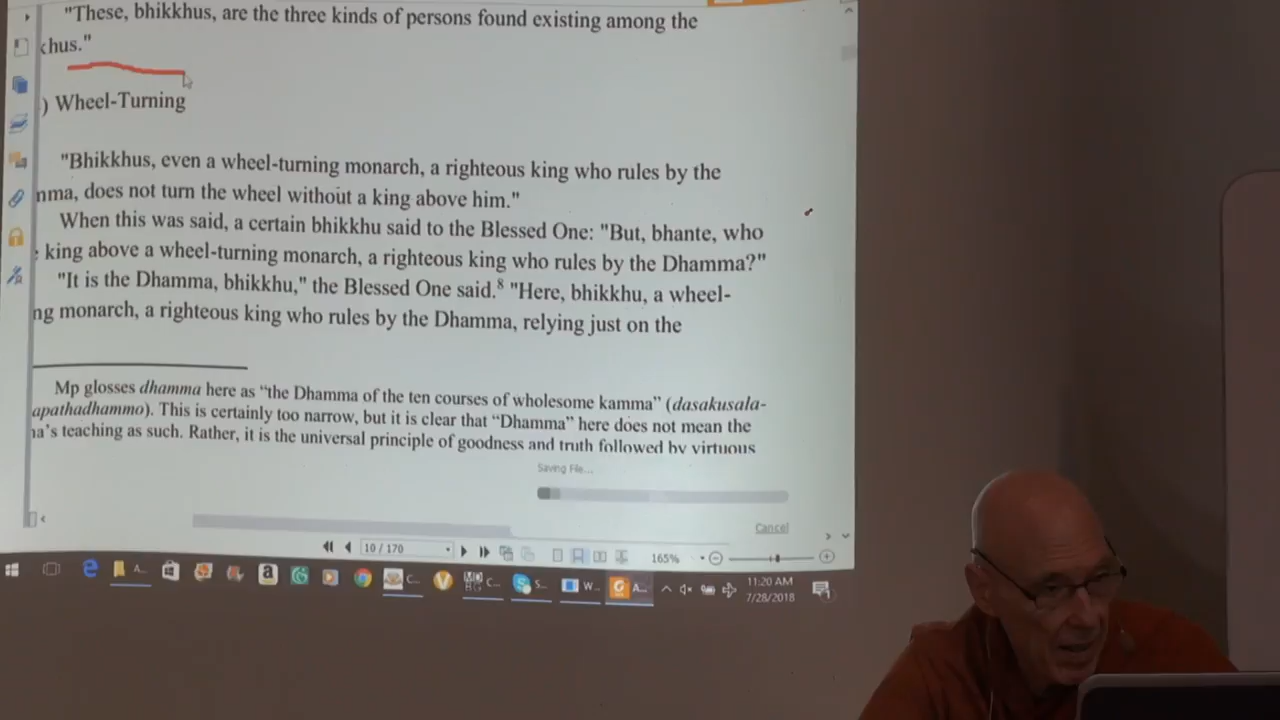 "These, bhikkhus, are the three kinds of persons found existing among the
khus."
) Wheel-Turning
"Bhikkhus, even a wheel-turning monarch, a righteous king who rules by the
nma, does not turn the wheel without a king above him."
When this was said, a certain bhikkhu said to the Blessed One: "But, bhante, who
king above a wheel-turning monarch, a righteous king who rules by the Dhamma?"
"It is the Dhamma, bhikkhu," the Blessed One said.⁸ "Here, bhikkhu, a wheel-
ng monarch, a righteous king who rules by the Dhamma, relying just on the
Mp glosses dhamma here as “the Dhamma of the ten courses of wholesome kamma” (dasakusala-
apathadhammo). This is certainly too narrow, but it is clear that “Dhamma” here does not mean the
ha’s teaching as such. Rather, it is the universal principle of goodness and truth followed by virtuous
Saving File...
Cancel
10 / 170
165%
A...
C...
C...
S...
W...
A...
11:20 AM
7/28/2018